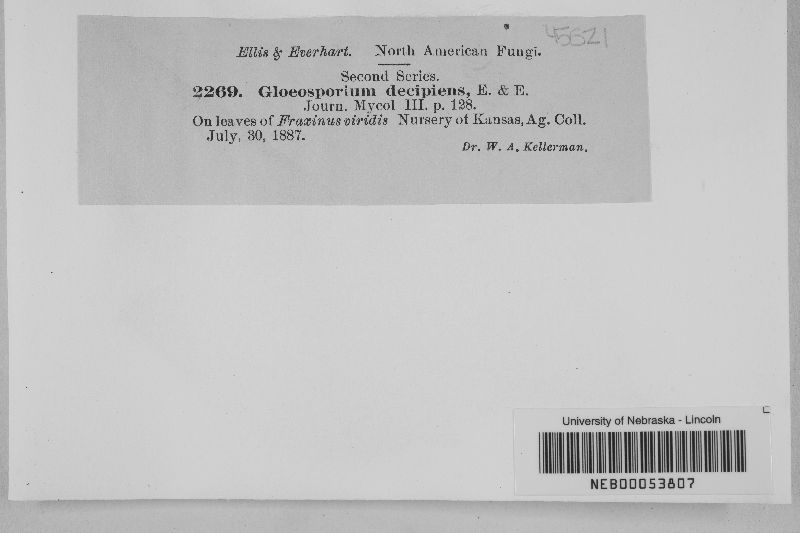 45621
Ellis & Everhart. North American Fungi.
Second Series.
2269. Gloeosporium decipiens, E. & E.
Journ. Mycol III. p. 128.
On leaves of Fraxinus viridis Nursery of Kansas, Ag. Coll.
July, 30, 1887.
Dr. W. A. Kellerman.
University of Nebraska - Lincoln
NEB00053807